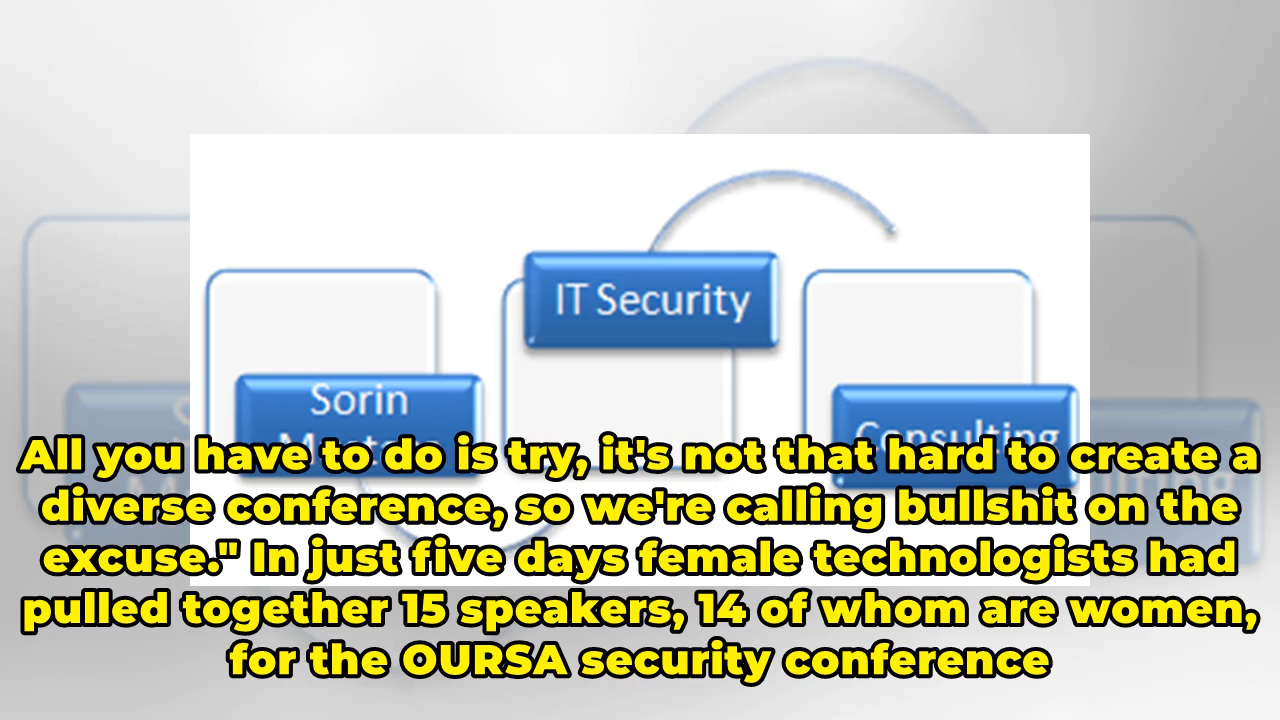 IT Security
Sorin
Consulting
All you have to do is try, it's not that hard to create a
diverse conference, so we're calling bullshit on the
excuse." In just five days female technologists had
pulled together 15 speakers, 14 of whom are women,
for the OURSA security conference